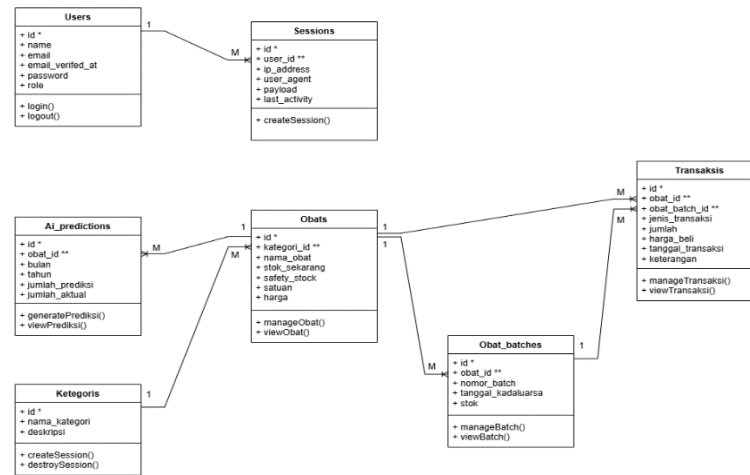 Users
+ id *
+ name
+ email
+ email_verifed_at
+ password
+ role
+ login()
+ logout()
1
M
Sessions
+ id *
+ user_id **
+ ip_address
+ user_agent
+ payload
+ last_activity
+ createSession()
Ai_predictions
+ id *
+ obat_id **
+ bulan
+ tahun
+ jumlah_prediksi
+ jumlah_aktual
+ generatePrediksi()
+ viewPrediksi()
M
1
M
1
1
Obats
+ id *
+ kategori_id **
+ nama_obat
+ stok_sekarang
+ safety_stock
+ satuan
+ harga
+ manageObat()
+ viewObat()
Transaksis
+ id *
+ obat_id **
+ obat_batch_id **
+ jenis_transaksi
+ jumlah
+ harga_beli
+ tanggal_transaksi
+ keterangan
+ manageTransaksi()
+ viewTransaksi()
M
M
Ketegoris
+ id *
+ nama_kategori
+ deskripsi
+ createSession()
+ destroySession()
1
M
1
Obat_batches
+ id *
+ obat_id **
+ nomor_batch
+ tanggal_kadaluarsa
+ stok
+ manageBatch()
+ viewBatch()